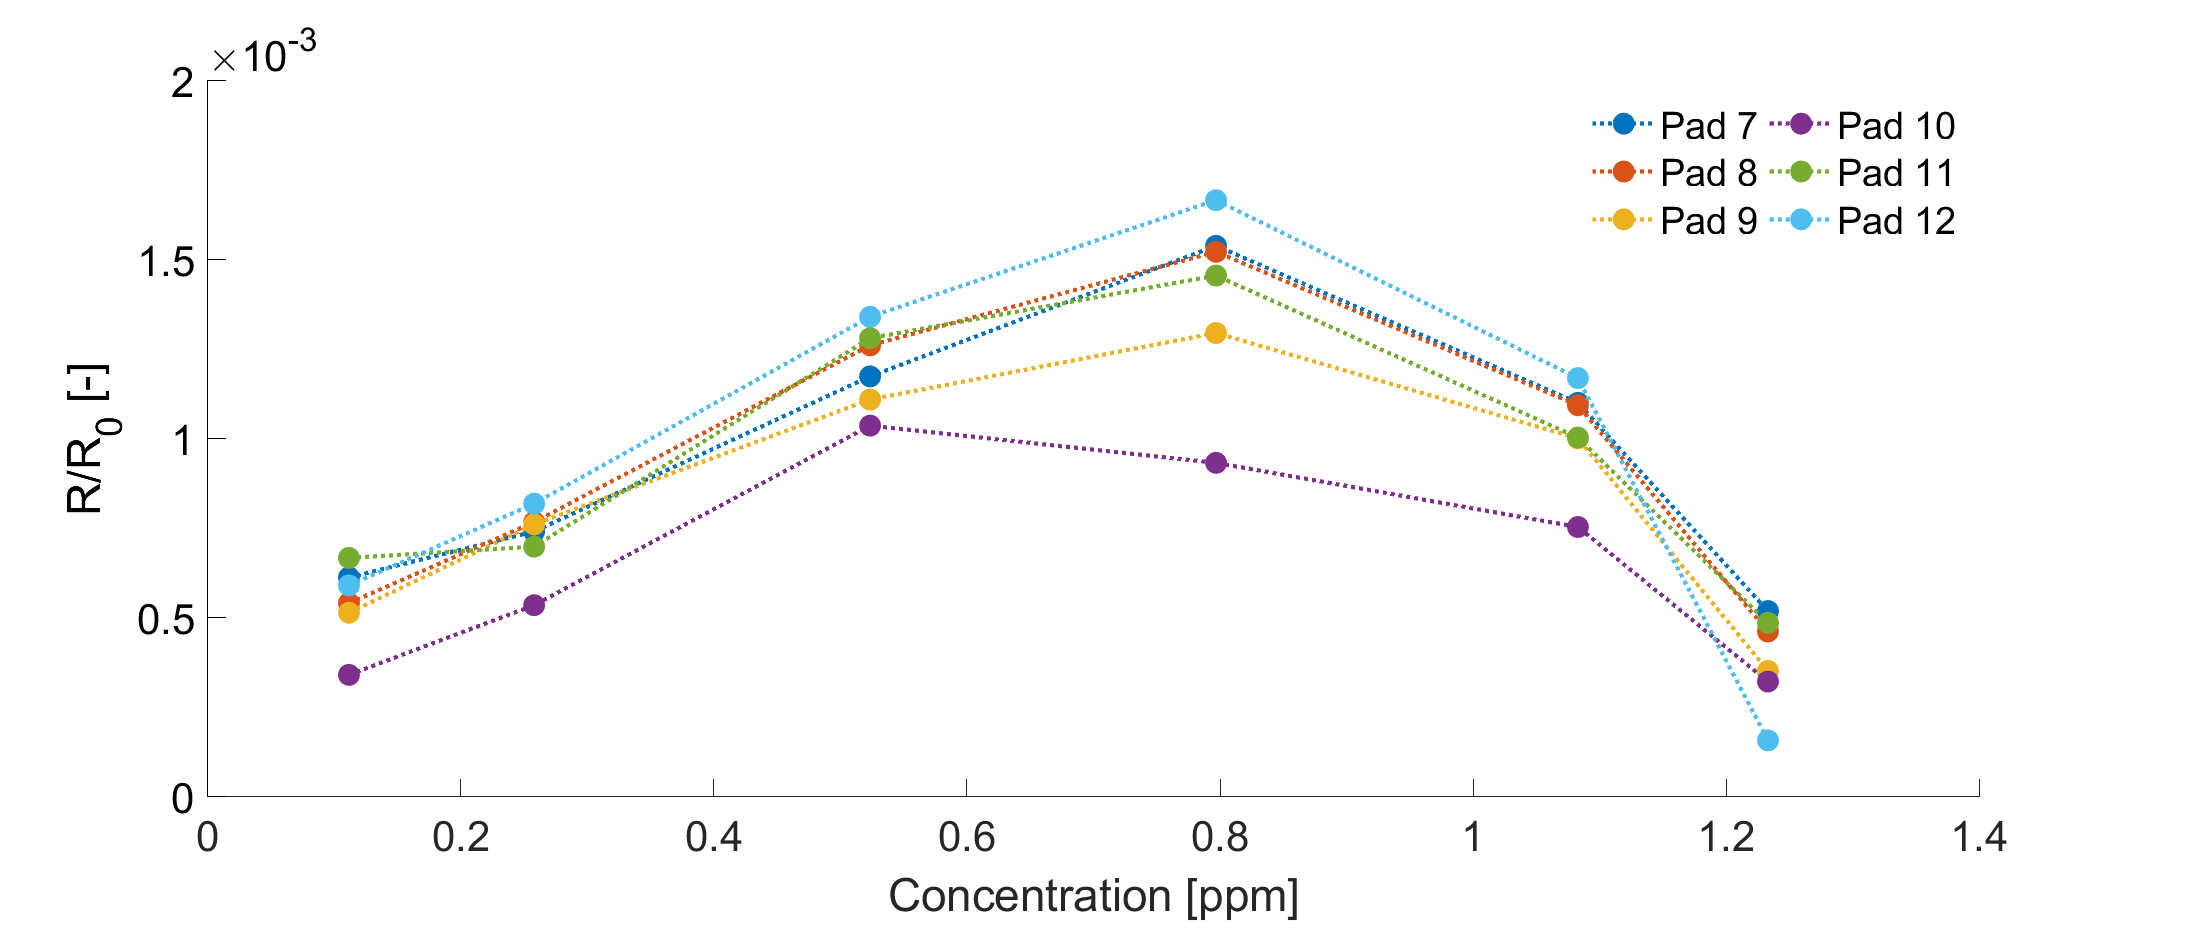 ×10-3
2
1.5
1
0.5
0
R/R0 [-]
0 0.2 0.4 0.6 0.8 1 1.2 1.4
Concentration [ppm]
Pad 7 Pad 10
Pad 8 Pad 11
Pad 9 Pad 12